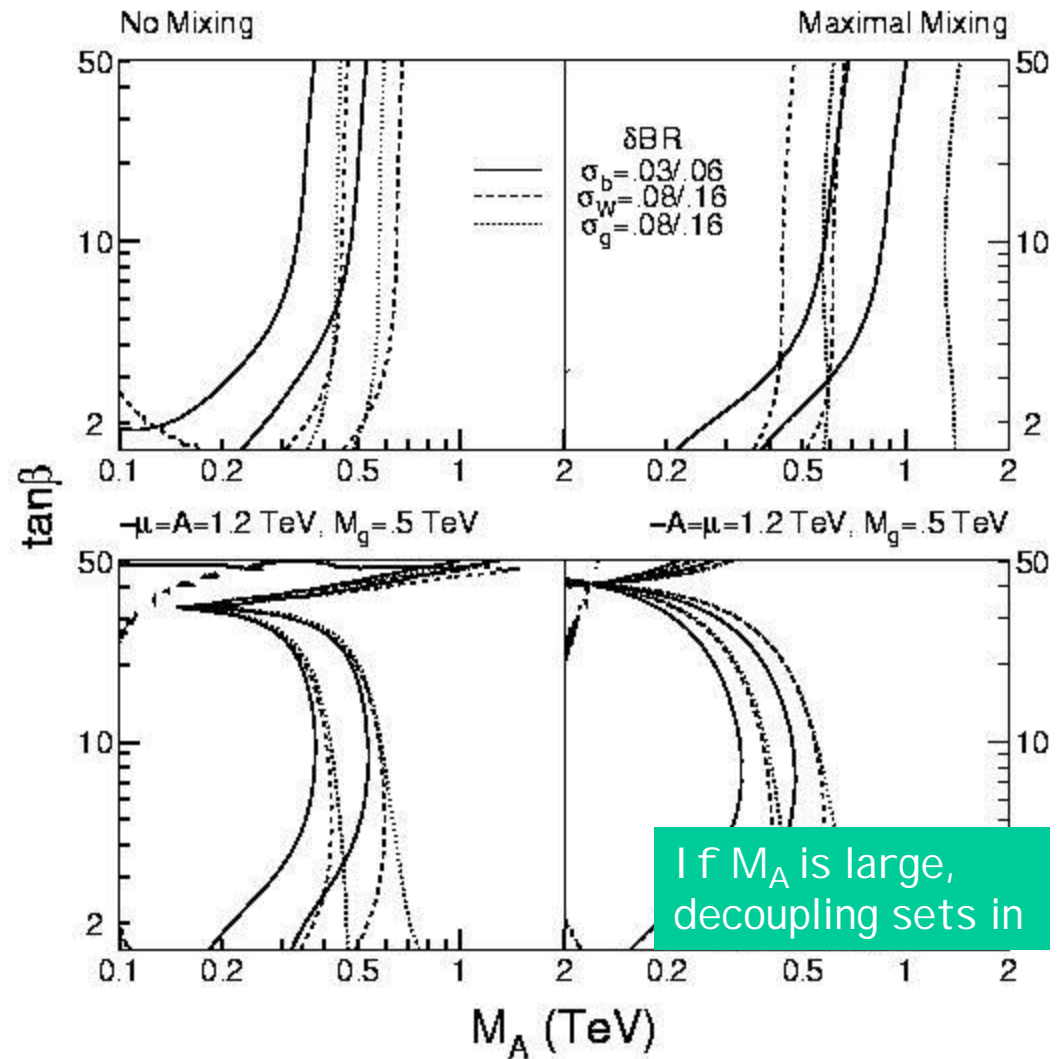 No Mixing
Maximal Mixing
50
10
2
50
10
2
δBR
σb=.03/.06
σW=.08/.16
σg=.08/.16
0.1 0.2 0.5 1 2 0.2 0.5 1 2
tanβ
−μ=A=1.2 TeV, Mg=.5 TeV
−A=μ=1.2 TeV, Mg=.5 TeV
50
10
2
50
10
If MA is large,
decoupling sets in
0.1 0.2 0.5 1 2 0.2 0.5 1 2
MA (TeV)